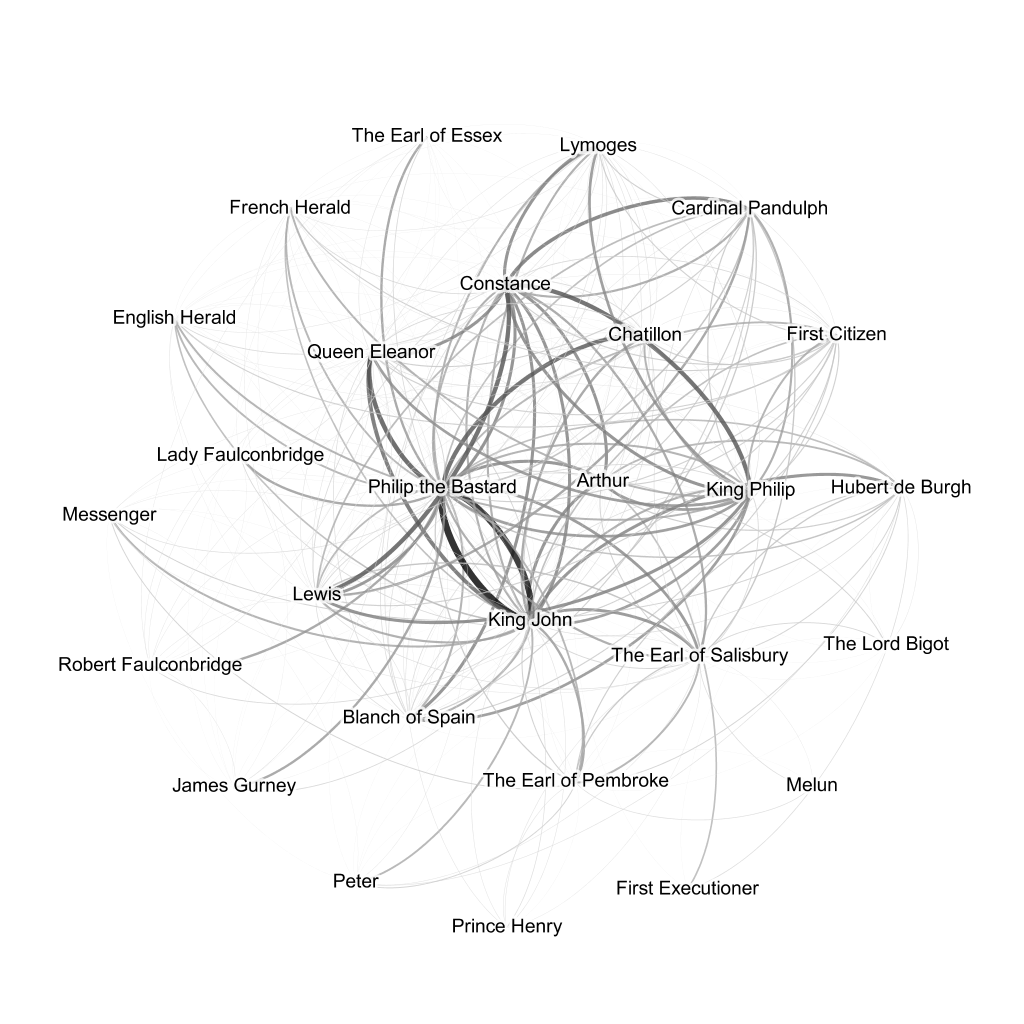 The Earl of Essex
Lymoges
French Herald
Cardinal Pandulph
Constance
English Herald
Chatillon
First Citizen
Queen Eleanor
Lady Faulconbridge
Philip the Bastard
Arthur
King Philip
Hubert de Burgh
Messenger
Lewis
King John
The Earl of Salisbury
The Lord Bigot
Robert Faulconbridge
Blanch of Spain
James Gurney
The Earl of Pembroke
Melun
Peter
First Executioner
Prince Henry